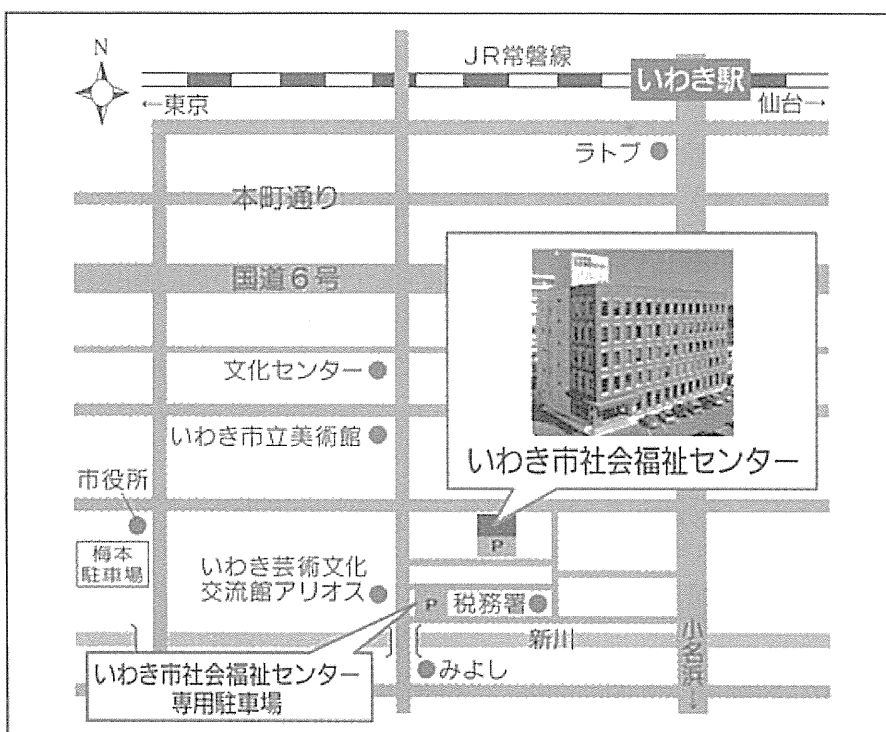 N
JR常磐線
いわき駅
←東京
仙台→
ラトブ
本町通り
国道6号
文化センター
いわき市立美術館
いわき市社会福祉センター
市役所
P
梅本
駐車場
いわき芸術文化
交流館アリオス
P
税務署
新川
小名浜↓
みよし
いわき市社会福祉センター
専用駐車場